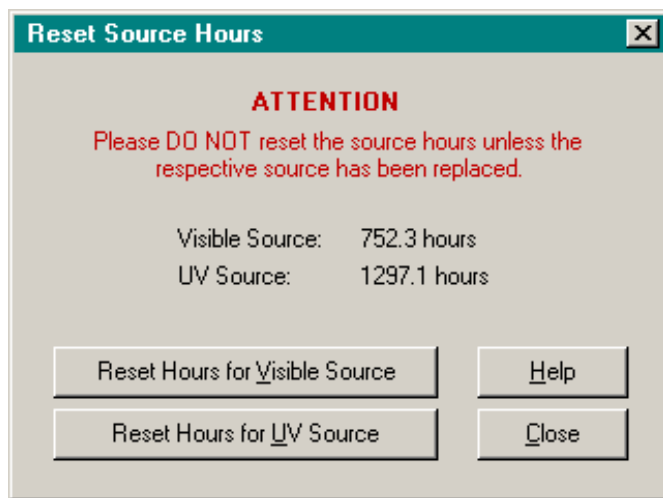 Reset Source Hours
ATTENTION
Please DO NOT reset the source hours unless the
respective source has been replaced.
Visible Source: 752.3 hours
UV Source: 1297.1 hours
Reset Hours for Visible Source Help
Reset Hours for UV Source Close